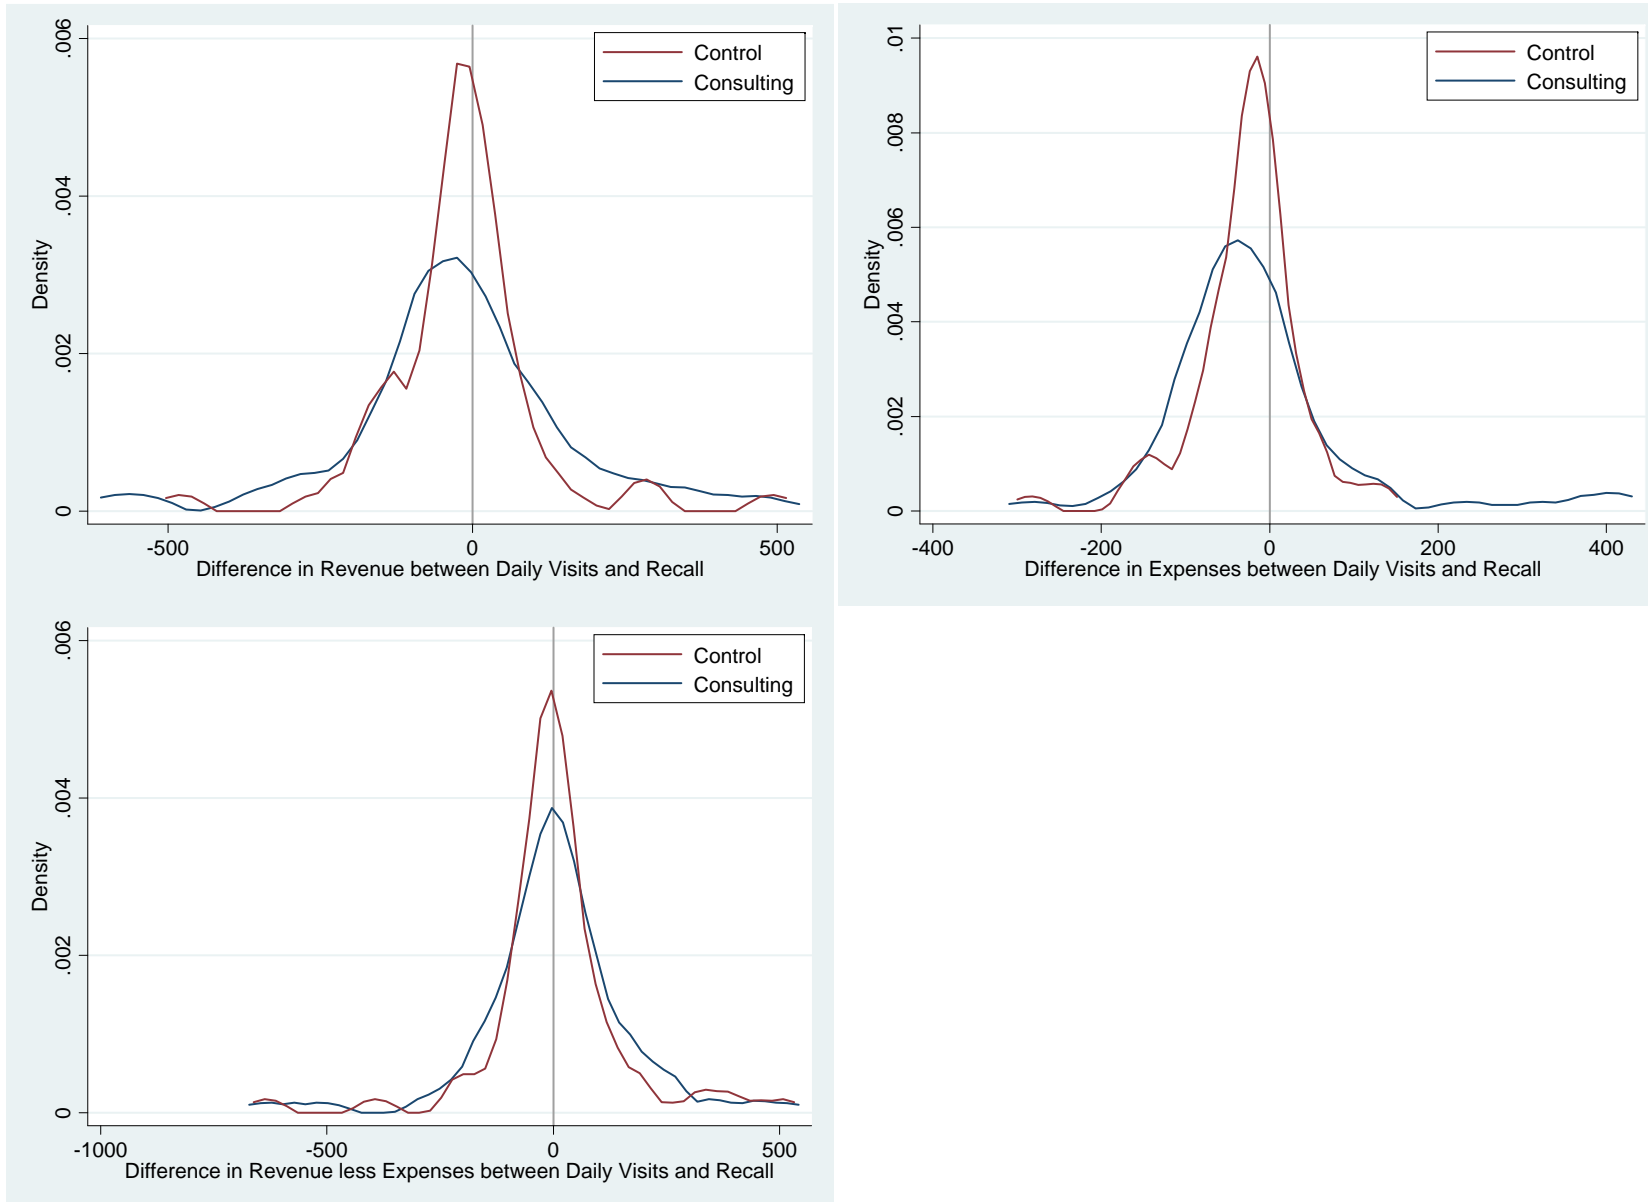 .006
.004
.002
0
Density
Control
Consulting
-500
0
500
Difference in Revenue between Daily Visits and Recall
.01
.008
.006
.004
.002
0
Density
Control
Consulting
-400
-200
0
200
400
Difference in Expenses between Daily Visits and Recall
.006
.004
.002
0
Density
Control
Consulting
-1000
-500
0
500
Difference in Revenue less Expenses between Daily Visits and Recall